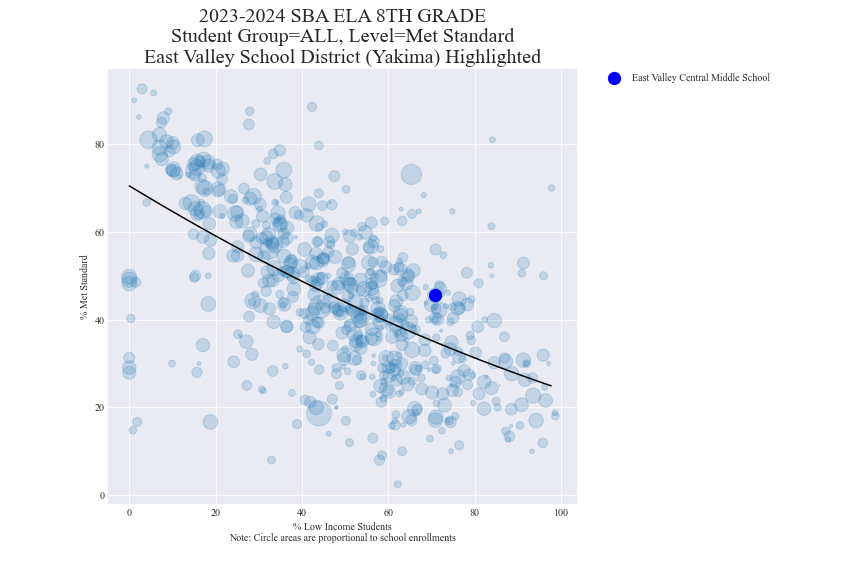 2023-2024 SBA ELA 8TH GRADE
Student Group=ALL, Level=Met Standard
East Valley School District (Yakima) Highlighted
East Valley Central Middle School
80
60
40
20
0
% Met Standard
0 20 40 60 80 100
% Low Income Students
Note: Circle areas are proportional to school enrollments